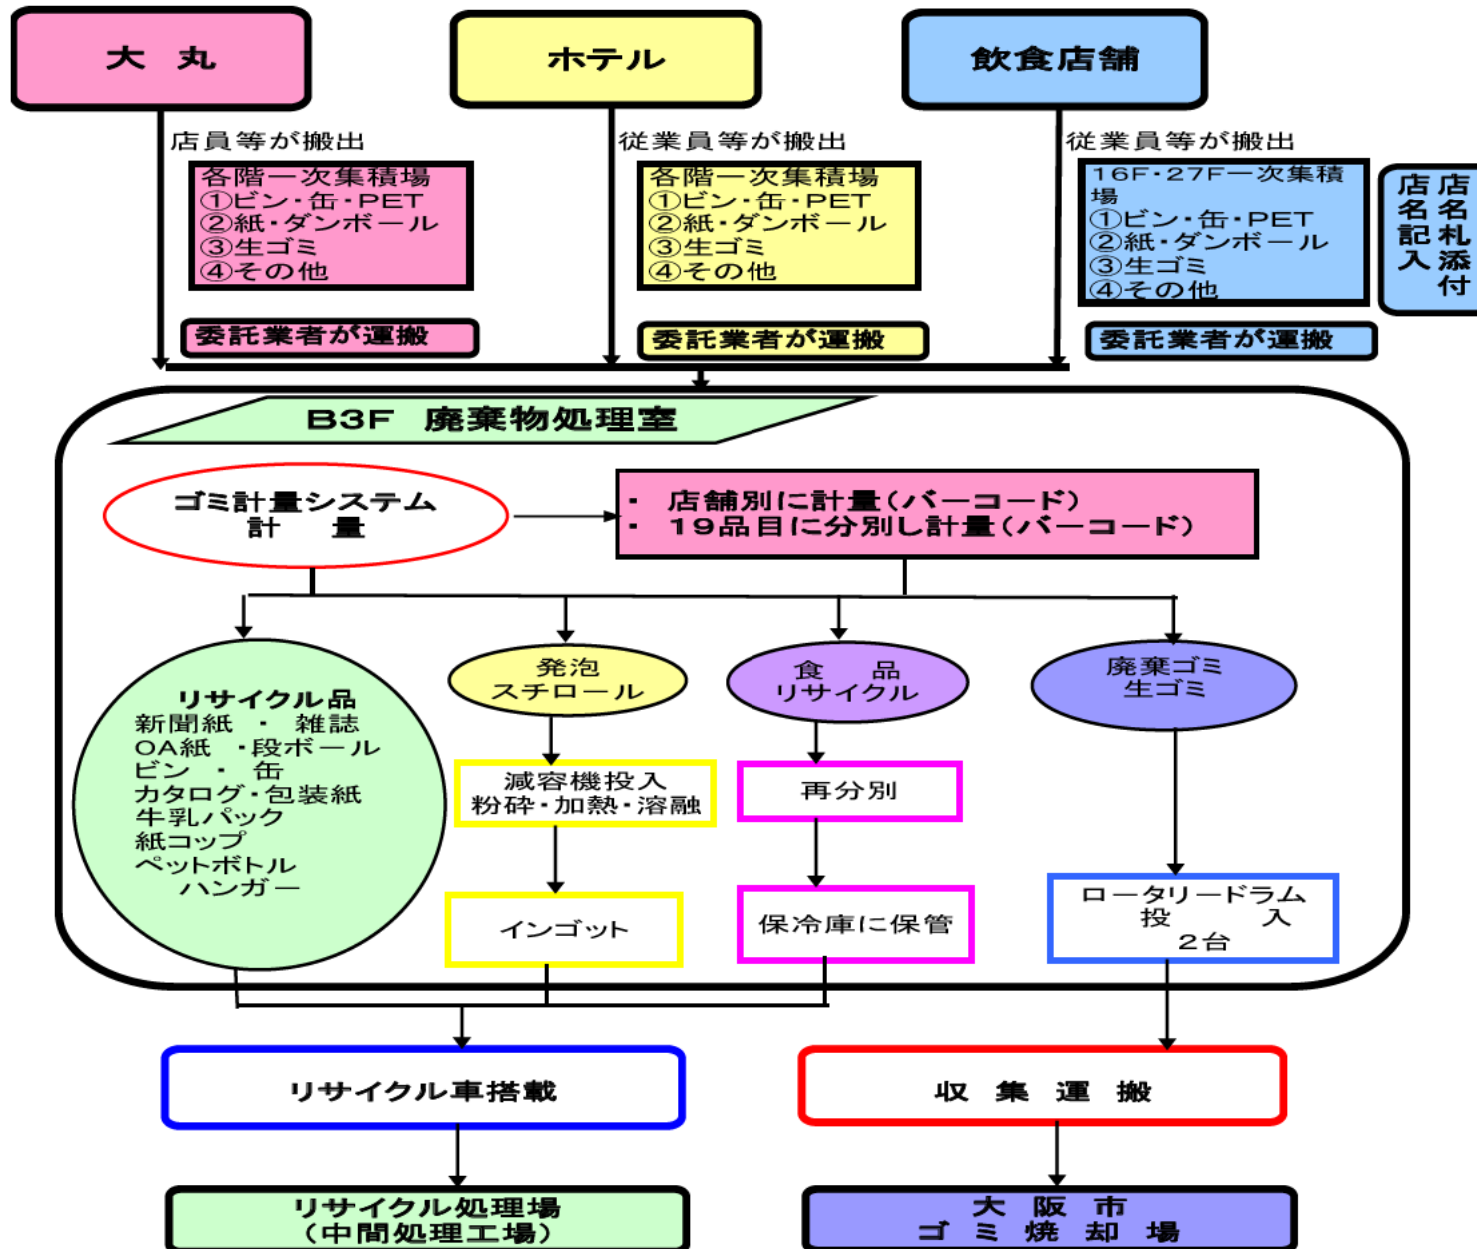 大 丸
ホテル
飲食店舗
店員等が搬出
従業員等が搬出
従業員等が搬出
各階一次集積場
①ビン・缶・PET
②紙・ダンボール
③生ゴミ
④その他
各階一次集積場
①ビン・缶・PET
②紙・ダンボール
③生ゴミ
④その他
16F・27F一次集積
場
①ビン・缶・PET
②紙・ダンボール
③生ゴミ
④その他
店名札添付
店名記入
委託業者が運搬
委託業者が運搬
委託業者が運搬
B3F 廃棄物処理室
ゴミ計量システム
計 量
・ 店舗別に計量(バーコード)
・ 19品目に分別し計量(バーコード)
リサイクル品
新聞紙 ・ 雑誌
OA紙 ・段ボール
ビン ・ 缶
カタログ・包装紙
牛乳パック
紙コップ
ペットボトル
ハンガー
発泡
スチロール
食 品
リサイクル
廃棄ゴミ
生ゴミ
減容機投入
粉砕・加熱・溶融
再分別
インゴット
保冷庫に保管
ロータリードラム
投 入
2台
リサイクル車搭載
収 集 運 搬
リサイクル処理場
(中間処理工場)
大 阪 市
ゴ ミ 焼 却 場